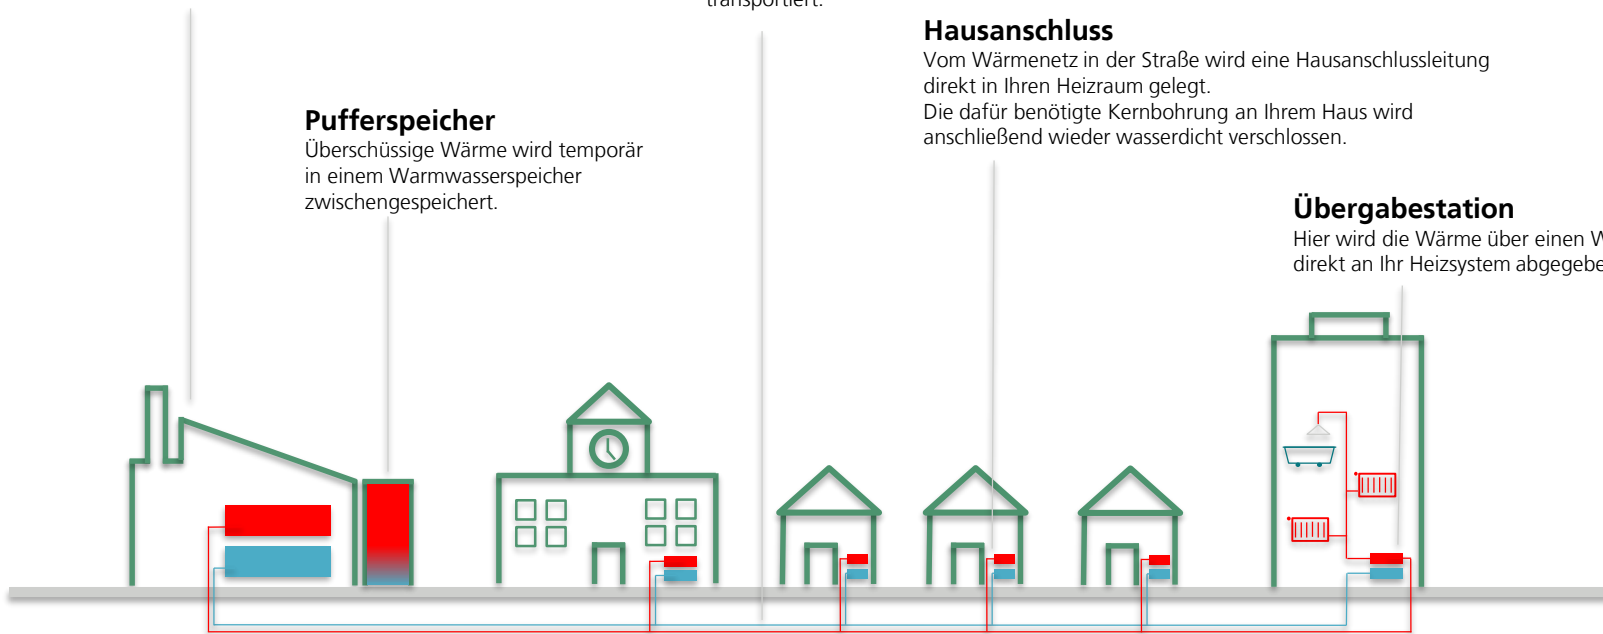 transportiert.
Hausanschluss
Vom Wärmenetz in der Straße wird eine Hausanschlussleitung
direkt in Ihren Heizraum gelegt.
Die dafür benötigte Kernbohrung an Ihrem Haus wird
anschließend wieder wasserdicht verschlossen.
Pufferspeicher
Überschüssige Wärme wird temporär
in einem Warmwasserspeicher
zwischengespeichert.
Übergabestation
Hier wird die Wärme über einen
direkt an Ihr Heizsystem